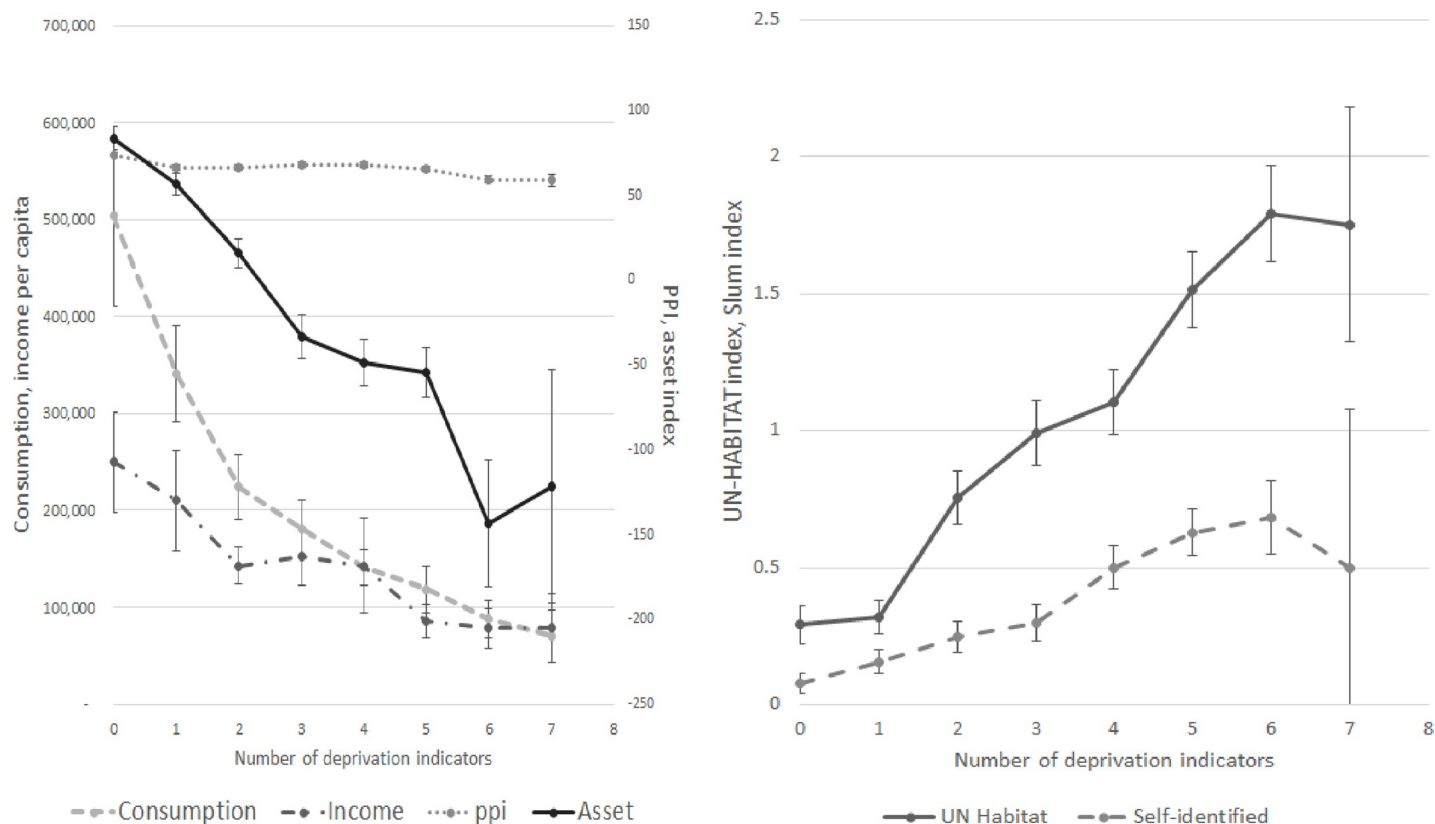 700,000
600,000
500,000
400,000
300,000
200,000
100,000
-
Consumption, income per capita
150
100
50
0
-50
-100
-150
-200
-250
PPI, asset index
0 1 2 3 4 5 6 7 8
Number of deprivation indicators
Consumption Income ppi Asset
2.5
2
1.5
1
0.5
0
UN-HABITAT index, Slum index
0 1 2 3 4 5 6 7 8
Number of deprivation indicators
UN Habitat Self-identified